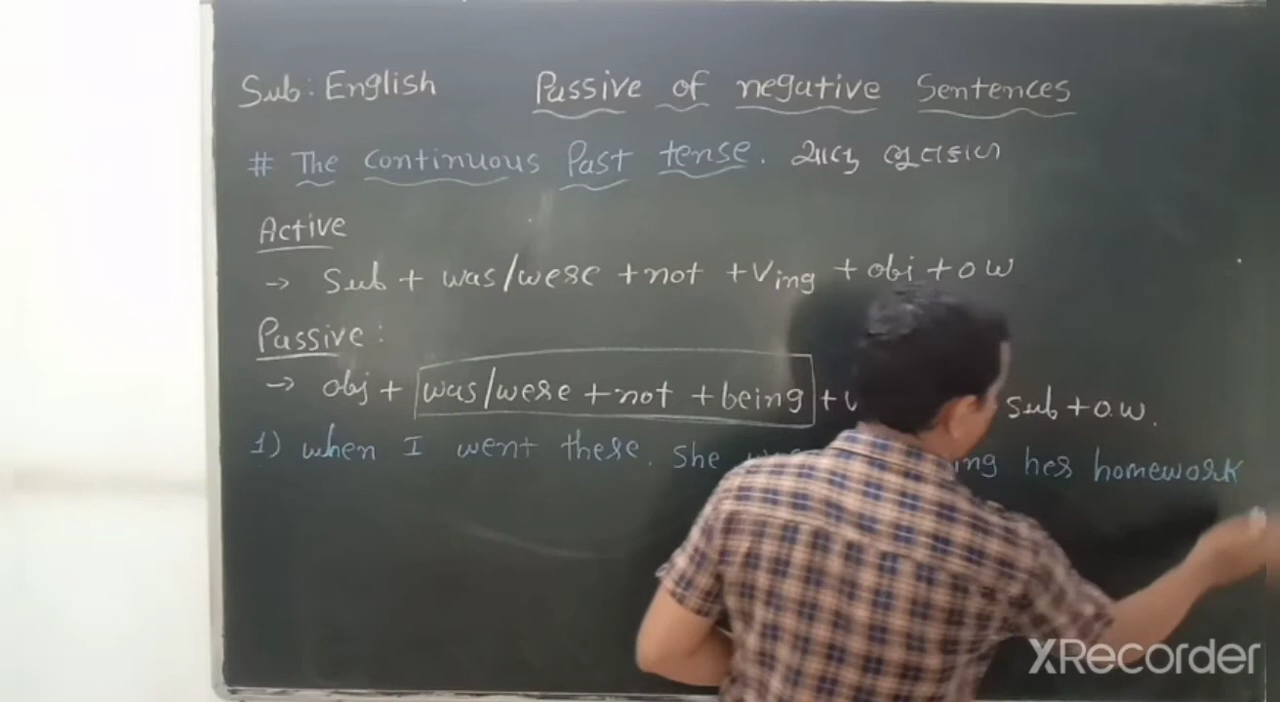 Sub: English Passive of negative Sentences
# The continuous Past tense. ચાલુ ભૂતકાળ
Active
→ Sub + was/were + not + Ving + obj + o w
Passive:
→ obj + was/were + not + being + sub + o.w.
1) when I went there. She her homework
XRecorder